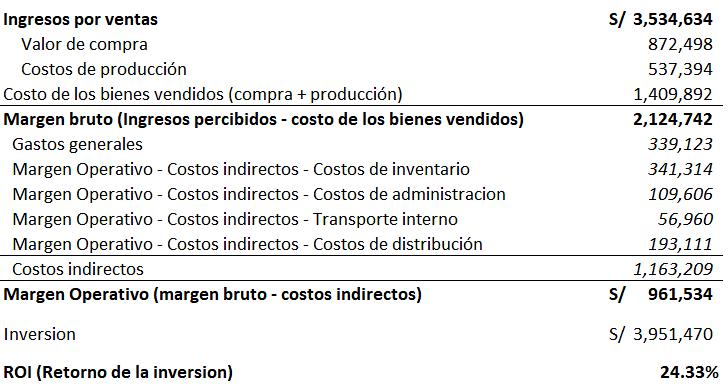 Ingresos por ventas S/ 3,534,634
Valor de compra 872,498
Costos de producción 537,394
Costo de los bienes vendidos (compra + producción) 1,409,892
Margen bruto (Ingresos percibidos - costo de los bienes vendidos) 2,124,742
Gastos generales 339,123
Margen Operativo - Costos indirectos - Costos de inventario 341,314
Margen Operativo - Costos indirectos - Costos de administracion 109,606
Margen Operativo - Costos indirectos - Transporte interno 56,960
Margen Operativo - Costos indirectos - Costos de distribución 193,111
Costos indirectos 1,163,209
Margen Operativo (margen bruto - costos indirectos) S/ 961,534
Inversion S/ 3,951,470
ROI (Retorno de la inversion) 24.33%